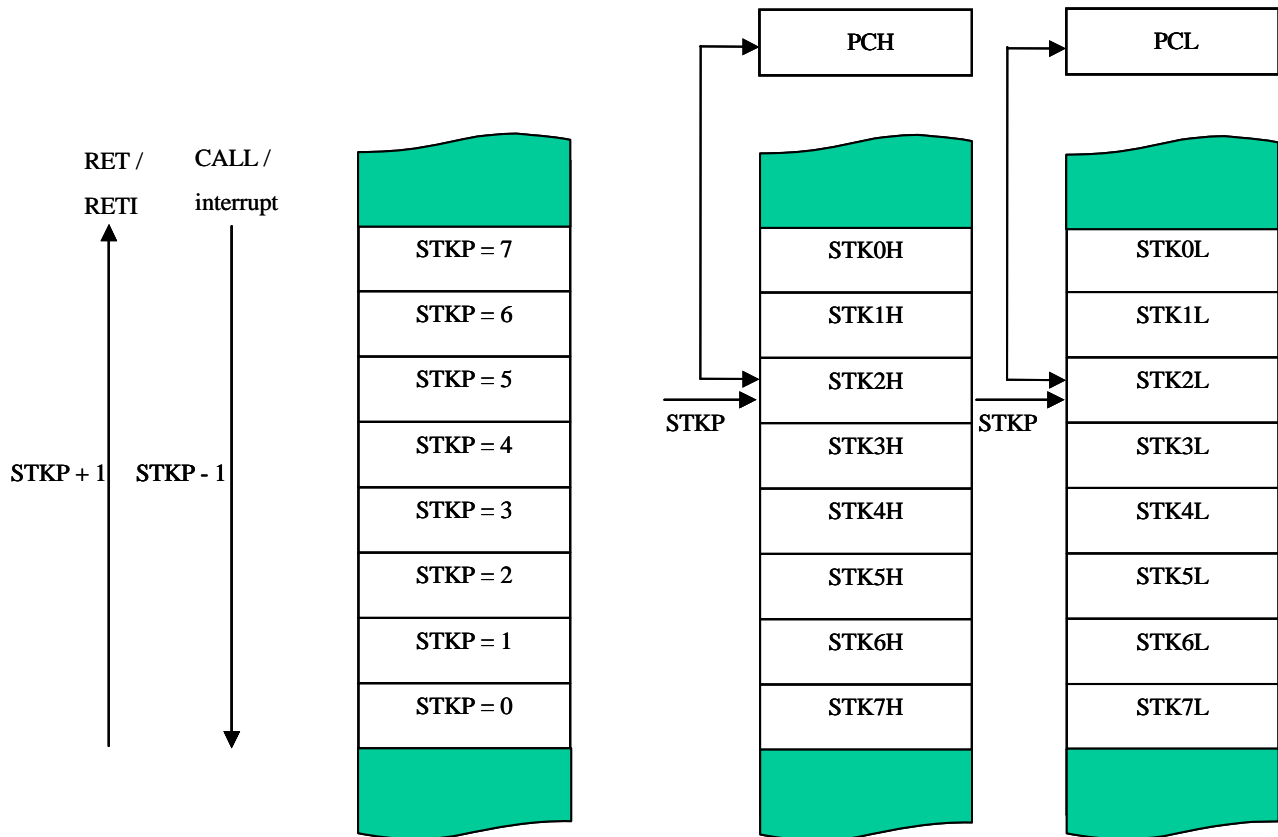 PCH
PCL
RET /
RETI
CALL /
interrupt
STKP + 1
STKP - 1
STKP = 7
STKP = 6
STKP = 5
STKP = 4
STKP = 3
STKP = 2
STKP = 1
STKP = 0
STKP
STK0H
STK1H
STK2H
STK3H
STK4H
STK5H
STK6H
STK7H
STKP
STK0L
STK1L
STK2L
STK3L
STK4L
STK5L
STK6L
STK7L